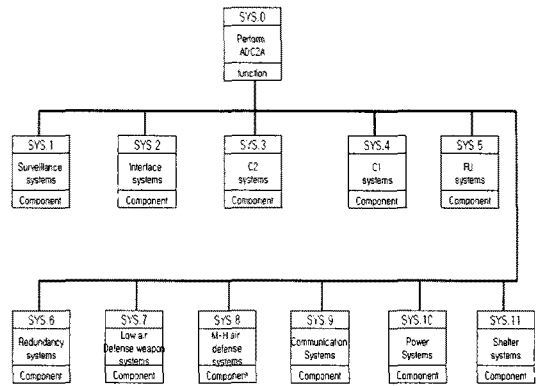 SYS.0
Perform
ADC2A
function
SYS.1
Surveillance
systems
Component
SYS 2
Interface
systems
Component
SYS.3
C2
systems
Component
SYS.4
C1
systems
Component
SYS 5
FU
systems
Component
SYS.6
Redundancy
systems
Component
SYS.7
Low air
Defense weapon
systems
Component
SYS 8
M-H air
defense
systems
Component
SYS 9
Communication
Systems
Component
SYS.10
Power
Systems
Component
SYS.11
Shelter
systems
Component